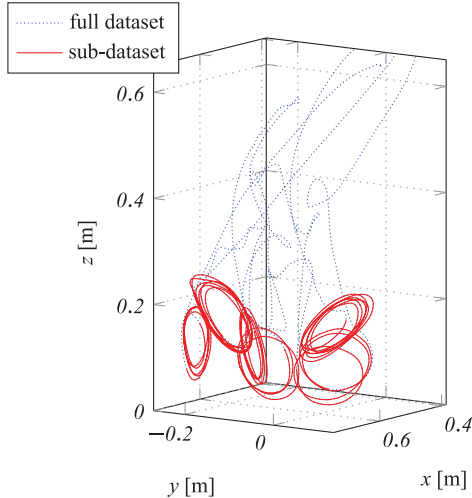 full dataset
sub-dataset
0.6
0.4
0.2
0
z [m]
−0.2
0
0.6
0.4
y [m]
x [m]